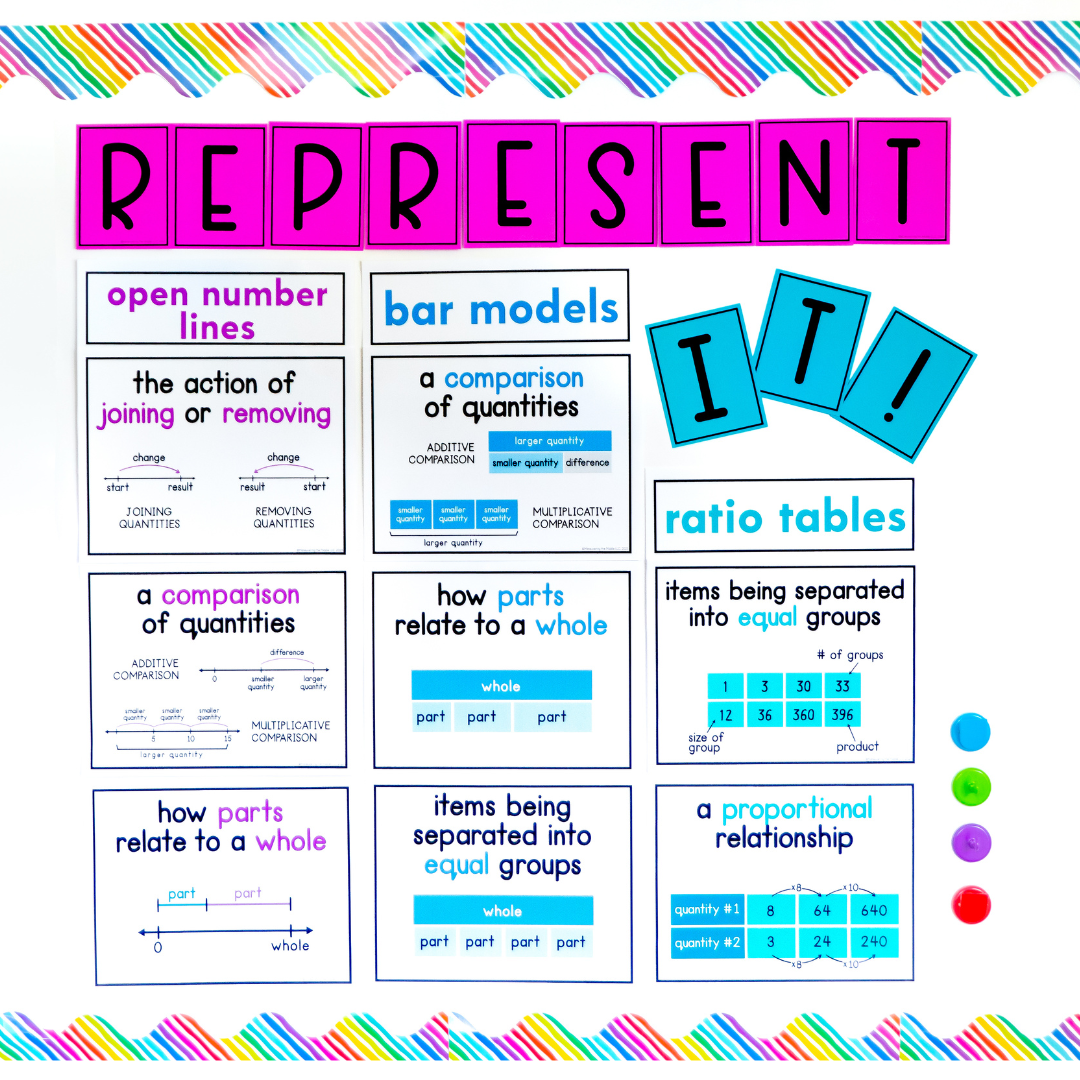 REPRESENT
IT!
open number
lines
the action of
joining or removing
change
start result
JOINING
QUANTITIES
change
result start
REMOVING
QUANTITIES
a comparison
of quantities
ADDITIVE
COMPARISON
difference
0 smaller
quantity
larger
quantity
smaller
quantity
smaller
quantity
smaller
quantity
5 10 15
larger quantity
MULTIPLICATIVE
COMPARISON
how parts
relate to a whole
part part
0 whole
bar models
a comparison
of quantities
ADDITIVE
COMPARISON
larger quantity
smaller quantity difference
smaller
quantity
smaller
quantity
smaller
quantity
larger quantity
MULTIPLICATIVE
COMPARISON
how parts
relate to a whole
whole
part part part
items being
separated into
equal groups
whole
part part part part
ratio tables
items being separated
into equal groups
# of groups
1 3 30 33
12 36 360 396
size of
group
product
a proportional
relationship
x8 x10
quantity #1 8 64 640
quantity #2 3 24 240
x8 x10